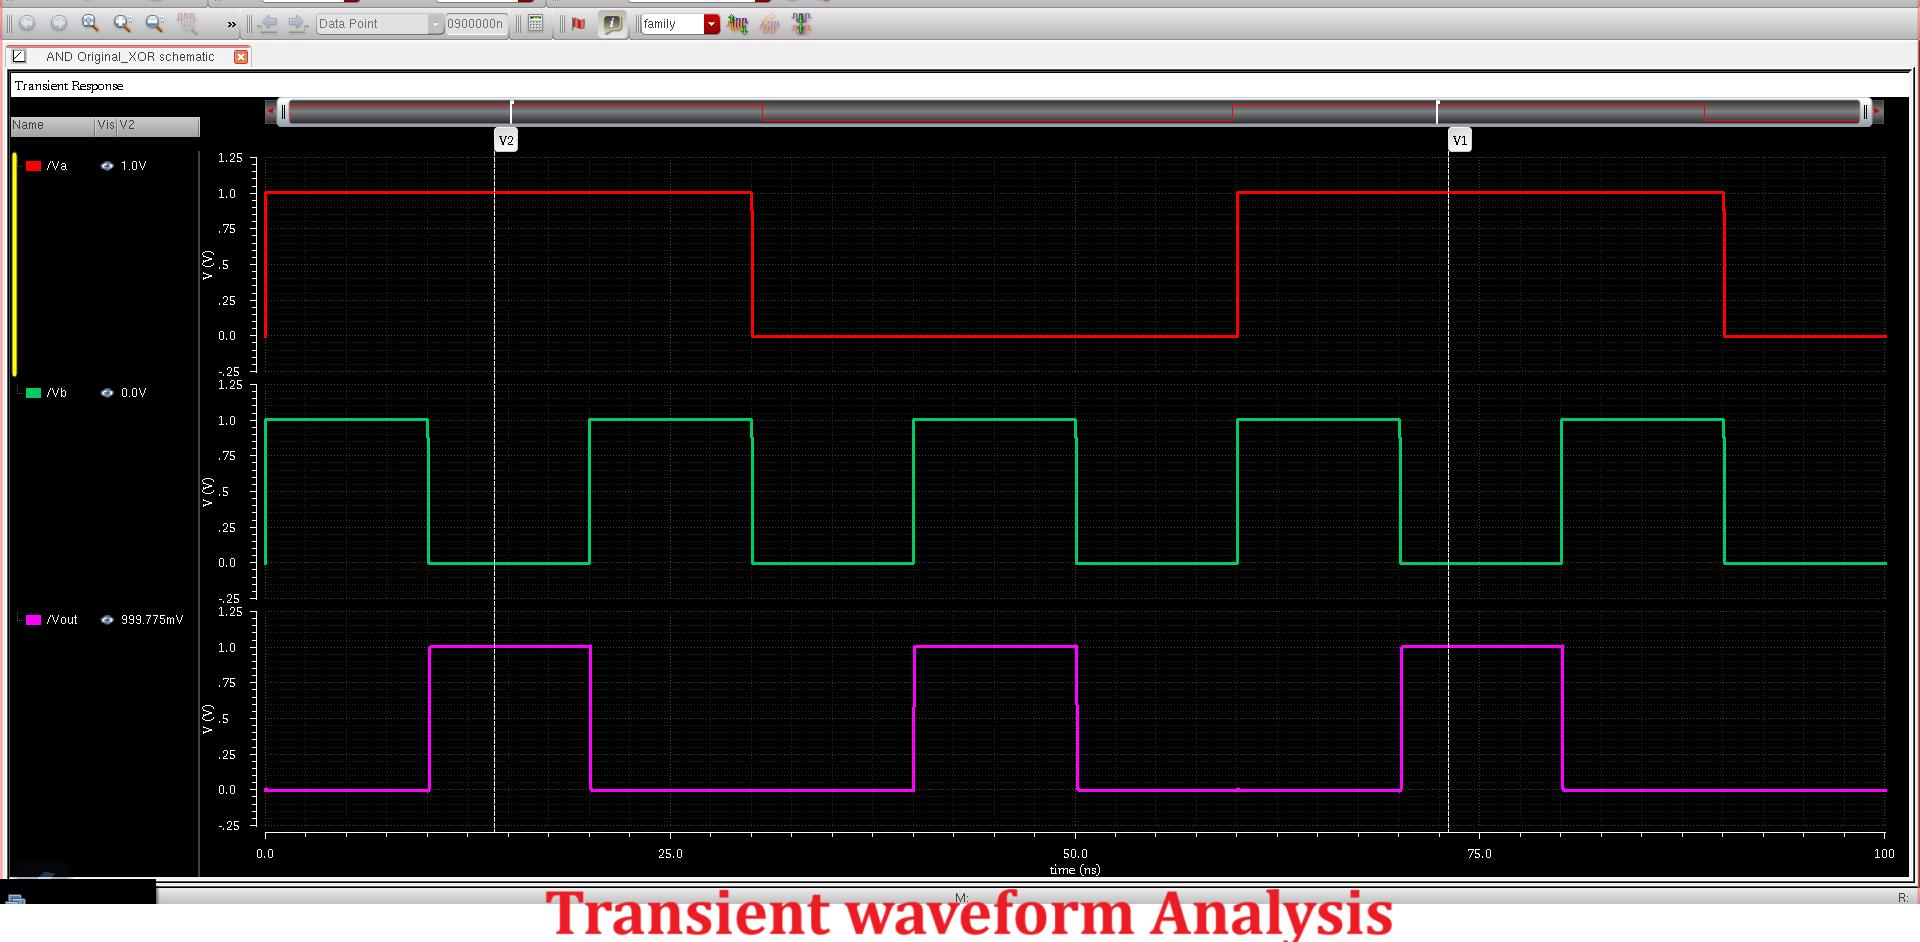 Data Point
0900000n
family
AND Original_XOR schematic
Transient Response
Name Vis V2
V2
V1
/Va 1.0V
1.25
1.0
.75
.5
.25
0.0
-.25
V (V)
/Vb 0.0V
1.25
1.0
.75
.5
.25
0.0
-.25
V (V)
/Vout 999.775mV
1.25
1.0
.75
.5
.25
0.0
-.25
V (V)
0.0 25.0 50.0 75.0 100
time (ns)
M: R:
Transient waveform Analysis